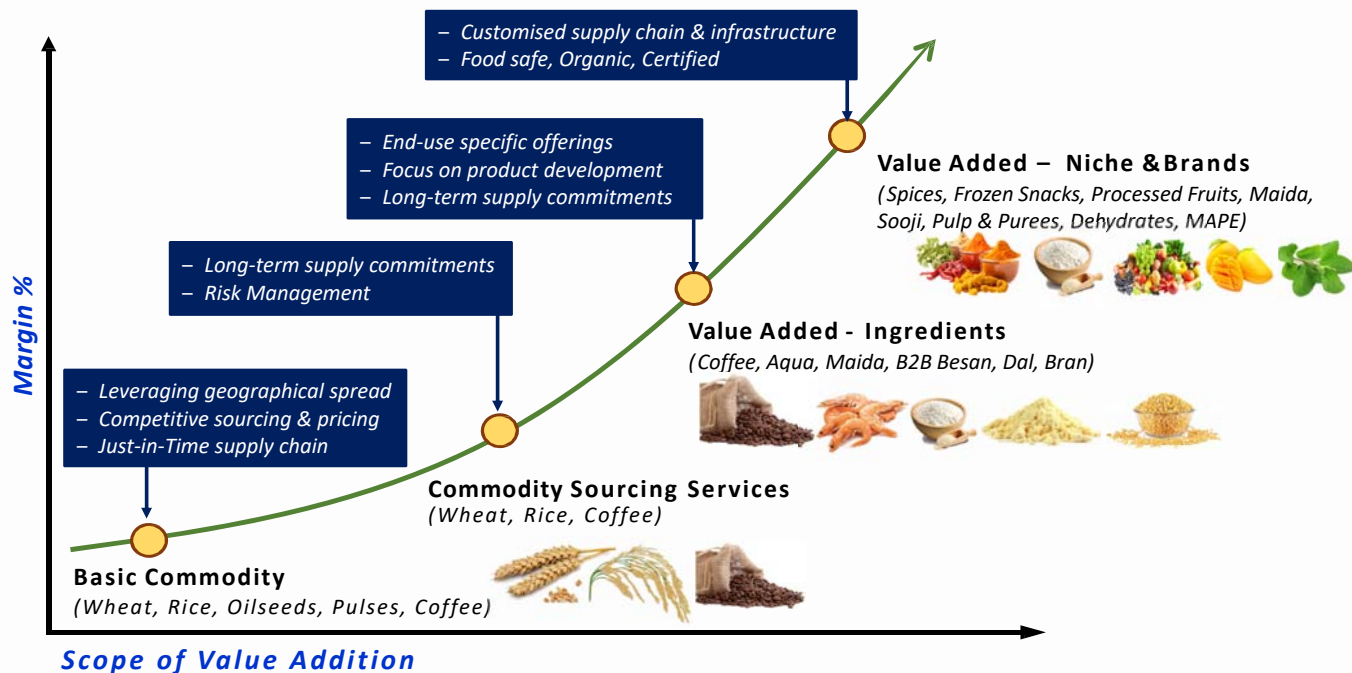 – Customised supply chain & infrastructure
– Food safe, Organic, Certified
– End-use specific offerings
– Focus on product development
– Long-term supply commitments
Value Added – Niche &Brands
(Spices, Frozen Snacks, Processed Fruits, Maida,
Sooji, Pulp & Purees, Dehydrates, MAPE)
– Long-term supply commitments
– Risk Management
Value Added - Ingredients
(Coffee, Aqua, Maida, B2B Besan, Dal, Bran)
Margin %
– Leveraging geographical spread
– Competitive sourcing & pricing
– Just-in-Time supply chain
Commodity Sourcing Services
(Wheat, Rice, Coffee)
Basic Commodity
(Wheat, Rice, Oilseeds, Pulses, Coffee)
Scope of Value Addition